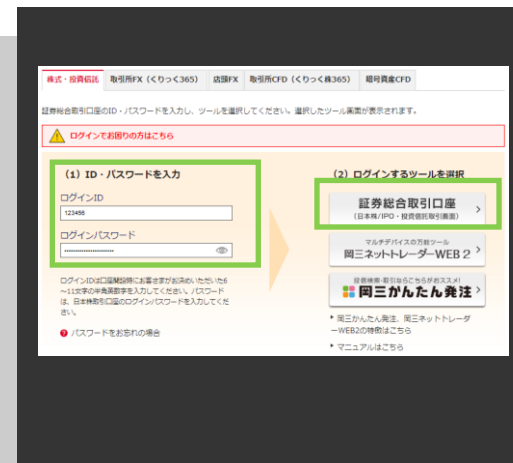 株式・投資信託 取引所FX(くりっく365) 店頭FX 取引所CFD(くりっく株365) 暗号資産CFD
証券総合取引口座のID・パスワードを入力し、ツールを選択してください。選択したツール画面が表示されます。
ログインでお困りの方はこちら
(1)ID・パスワードを入力
ログインID
123456
ログインパスワード
ログインIDは口座開設時にお客さまがお決めいただいた6
~11文字の半角英数字を入力してください。パスワード
は、日本株取引口座のログインパスワードを入力してくだ
さい。
パスワードをお忘れの場合
(2)ログインするツールを選択
証券総合取引口座
(日本株/IPO・投資信託取引画面)
マルチデバイスの万能ツール
岡三ネットトレーダーWEB2
投信検索・取引ならこちらがおススメ!
岡三かんたん発注
岡三かんたん発注、岡三ネットトレーダ
ーWEB2の特徴はこちら
マニュアルはこちら